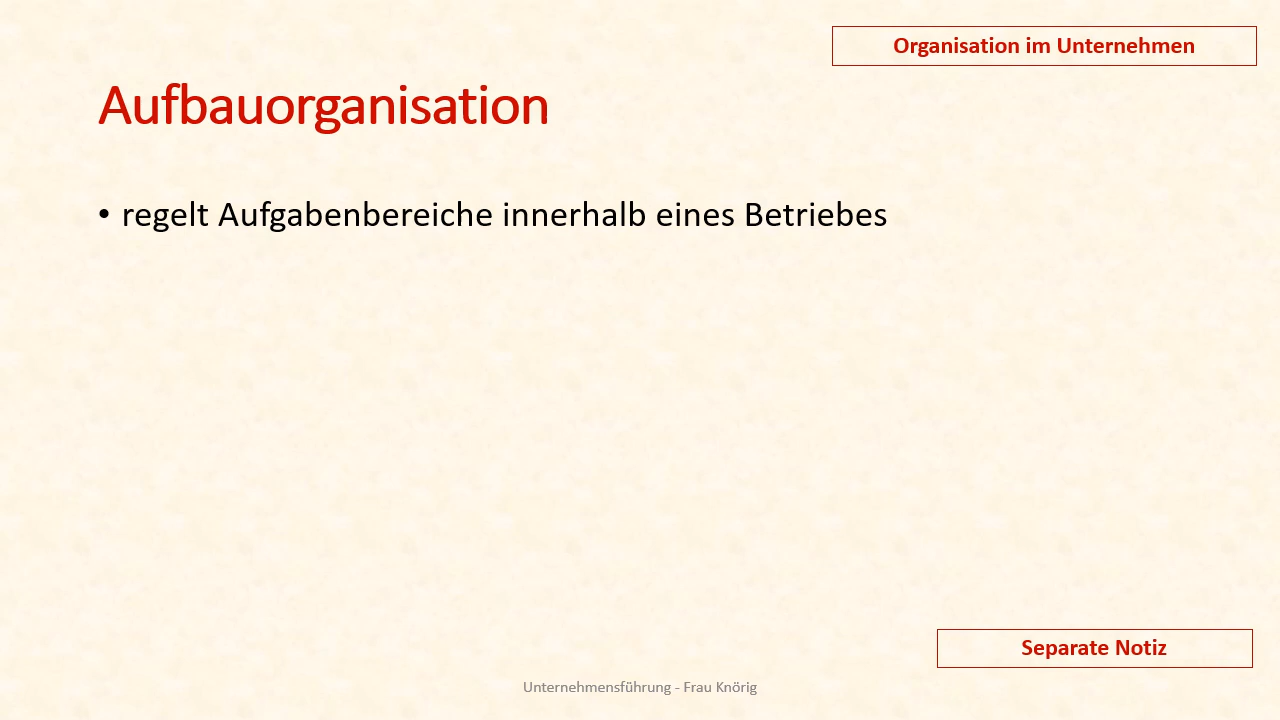 Organisation im Unternehmen
Aufbauorganisation
• regelt Aufgabenbereiche innerhalb eines Betriebes
Separate Notiz
Unternehmensführung - Frau Knörig